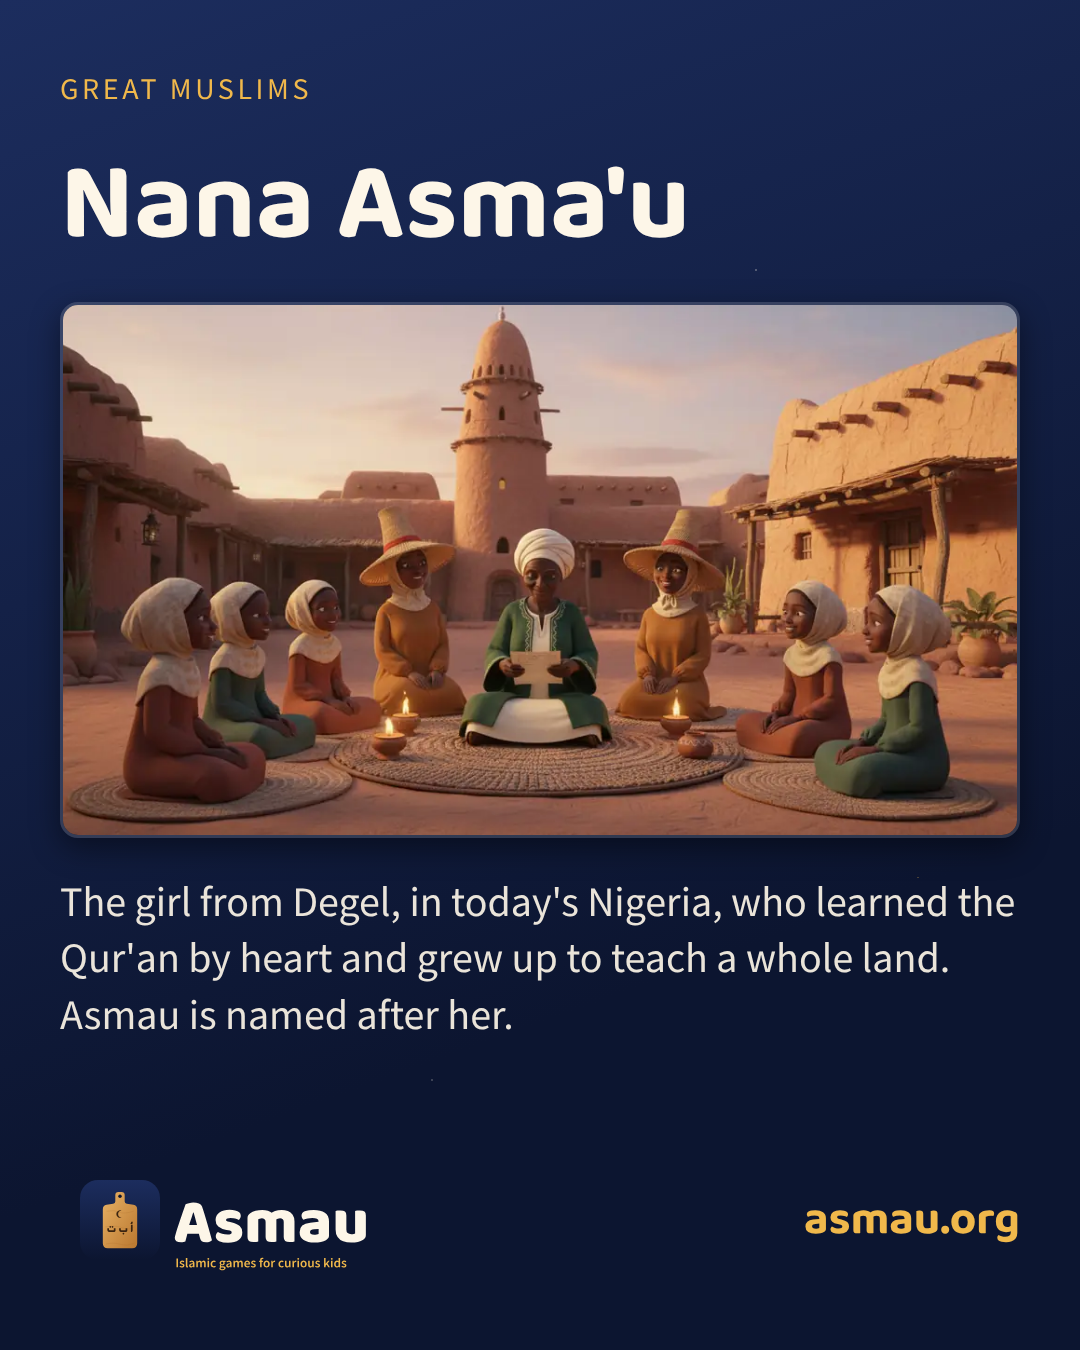 GREAT MUSLIMS
Nana Asma'u
The girl from Degel, in today's Nigeria, who learned the
Qur'an by heart and grew up to teach a whole land.
Asmau is named after her.
أ ب ت
Asmau
Islamic games for curious kids
asmau.org